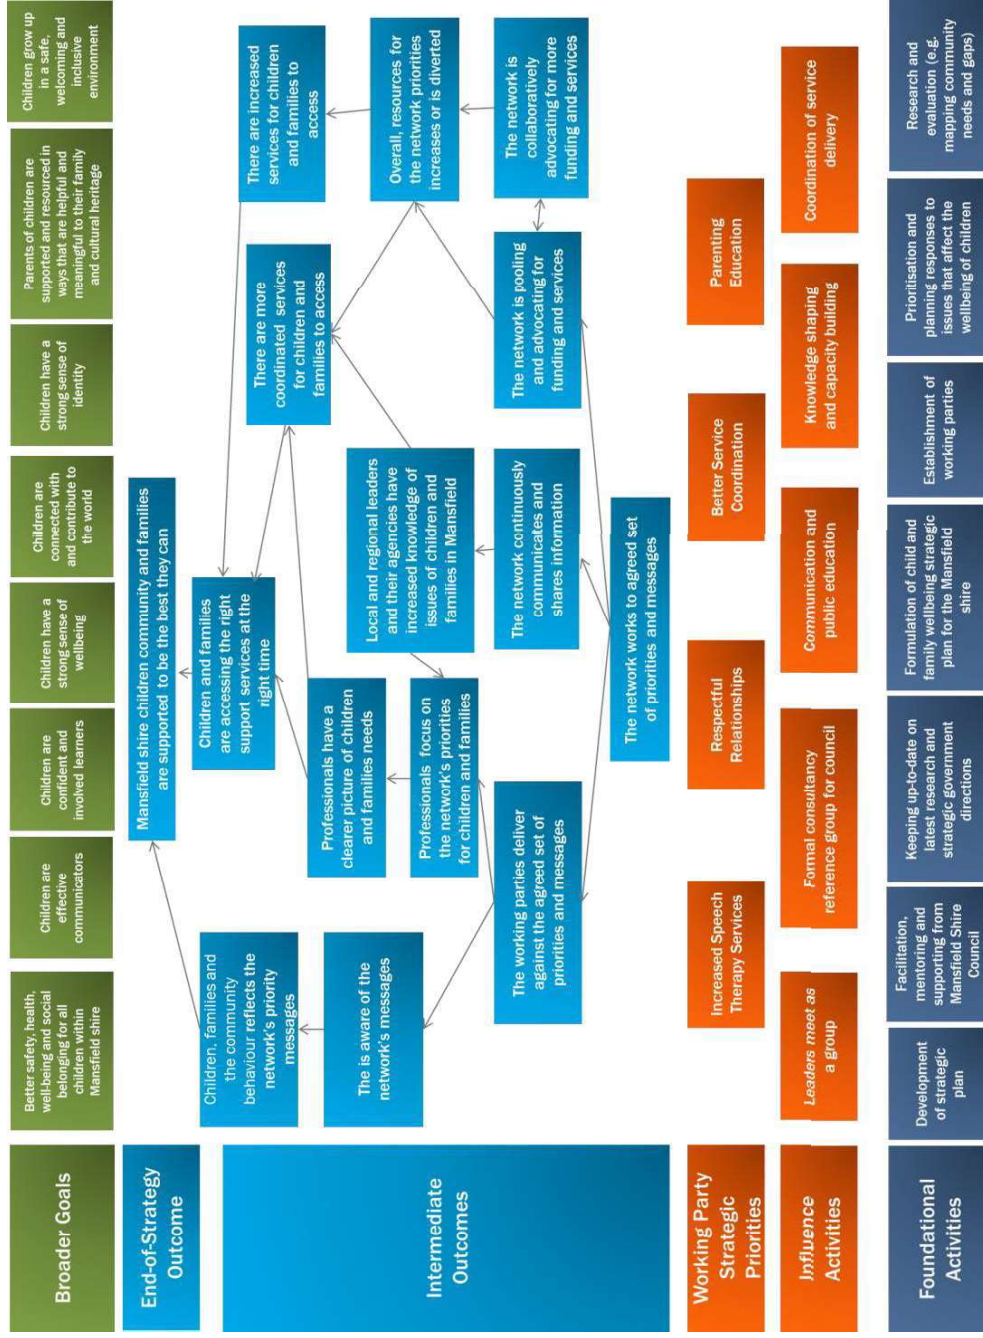 Broader Goals
Better safety, health,
well-being and social
belonging for all
children within
Mansfield shire
Children are
effective
communicators
Children are
confident and
involved learners
Children have a
strong sense of
wellbeing
Children are
connected with
and contribute to
the world
Children have a
strong sense of
identity
Parents of children are
supported and resourced in
ways that are helpful and
meaningful to their family
and cultural heritage
Children grow up
in a safe,
welcoming and
inclusive
environment
End-of-Strategy
Outcome
Mansfield shire children community and families
are supported to be the best they can
Intermediate
Outcomes
Children, families and
the community
behaviour reflects the
network's priority
messages
Children and families
are accessing the right
support services at the
right time
There are more
coordinated services
for children and
families to access
There are increased
services for children
and families to
access
The is aware of the
network's messages
Professionals have a
clearer picture of children
and families needs
Local and regional leaders
and their agencies have
increased knowledge of
issues of children and
families in Mansfield
Overall, resources for
the network priorities
increases or is diverted
Professionals focus on
the network's priorities
for children and families
The working parties deliver
against the agreed set of
priorities and messages
The network continuously
communicates and
shares information
The network is pooling
and advocating for
funding and services
The network is
collaboratively
advocating for more
funding and services
The network works to agreed set
of priorities and messages
Working Party
Strategic
Priorities
Increased Speech
Therapy Services
Respectful
Relationships
Better Service
Coordination
Parenting
Education
Influence
Activities
Leaders meet as
a group
Formal consultancy
reference group for council
Communication and
public education
Knowledge shaping
and capacity building
Coordination of service
delivery
Foundational
Activities
Development
of strategic
plan
Facilitation,
mentoring and
supporting from
Mansfield Shire
Council
Keeping up-to-date on
latest research and
strategic government
directions
Formulation of child and
family wellbeing strategic
plan for the Mansfield
shire
Establishment of
working parties
Prioritisation and
planning responses to
issues that affect the
wellbeing of children
Research and
evaluation (e.g.
mapping community
needs and gaps)